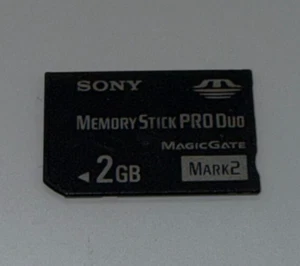 SONY
MEMORY STICK PRO DUO
MAGICGATE
2GB
MARK2